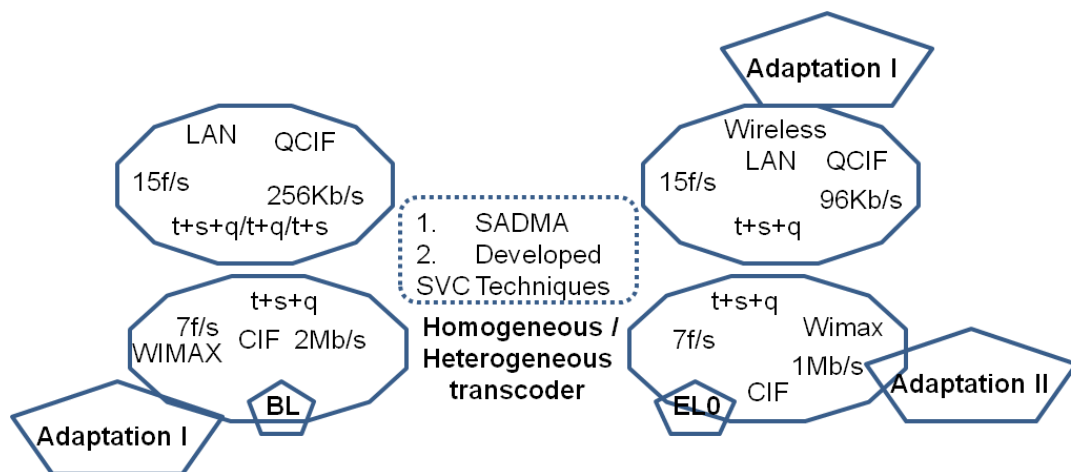 Adaptation I
LAN
QCIF
15f/s
256Kb/s
t+s+q/t+q/t+s
Wireless
LAN QCIF
15f/s
96Kb/s
t+s+q
1. SADMA
2. Developed
SVC Techniques
Homogeneous /
Heterogeneous
transcoder
t+s+q
7f/s
WIMAX CIF 2Mb/s
BL
Adaptation I
t+s+q
7f/s
Wimax
1Mb/s
CIF
EL0
Adaptation II